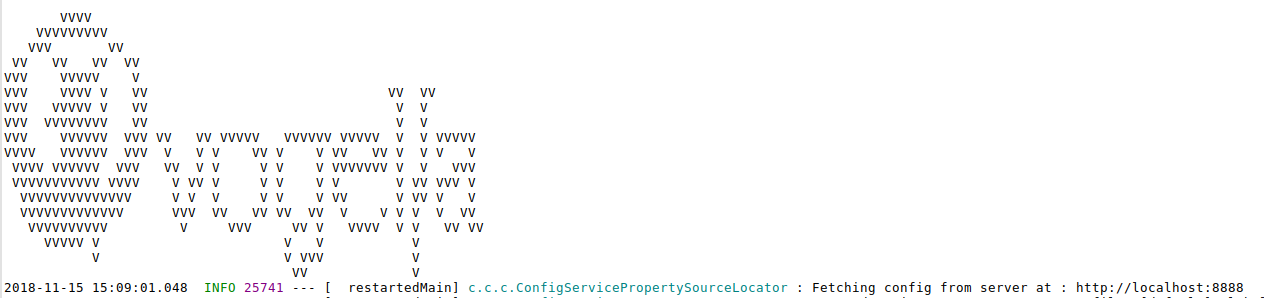 VVVV
    VVVVVVVVV
   VVV       VV
 VV   VV   VV  VV
VVV    VVVVV    V
VVV    VVVV V   VV                              VV  VV
VVV   VVVVV V   VV                               V  V
VVV  VVVVVVVV   VV                               V  V
VVV    VVVVVV  VVV VV   VV VVVVV   VVVVVV VVVVV  V  V VVVVV
VVVV   VVVVVV  VVV  V   V V    VV V    V VV   VV V  V V   V
 VVVV VVVVVV  VVV   VV  V V     V V    V VVVVVVV V  V   VVV
 VVVVVVVVVVV VVVV    V VV V     V V    V V       V VV VVV V
  VVVVVVVVVVVVVV     V V  V     V V    V VV      V VV V   V
  VVVVVVVVVVVVV      VVV  VV   VV VV  VV  V    V V V  V  VV
   VVVVVVVVVV         V     VVV     VV V   VVVV  V V   VV VV
     VVVVV V                       V   V           V
           V                       V VVV           V
                                    VV             V
2018-11-15 15:09:01.048  INFO 25741 --- [  restartedMain] c.c.c.ConfigServicePropertySourceLocator : Fetching config from server at : http://localhost:8888